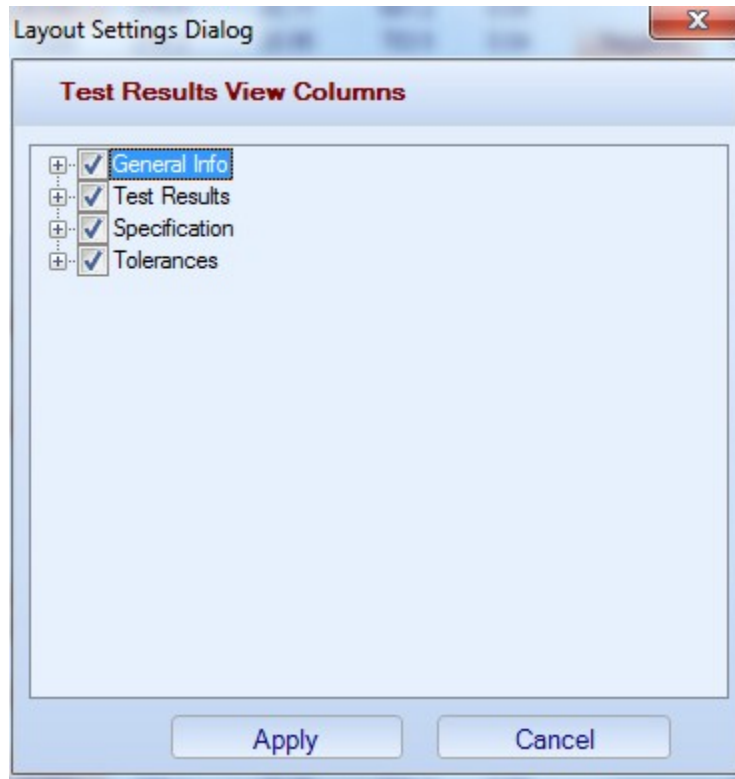 Layout Settings Dialog
Test Results View Columns
General Info
Test Results
Specification
Tolerances
Apply
Cancel